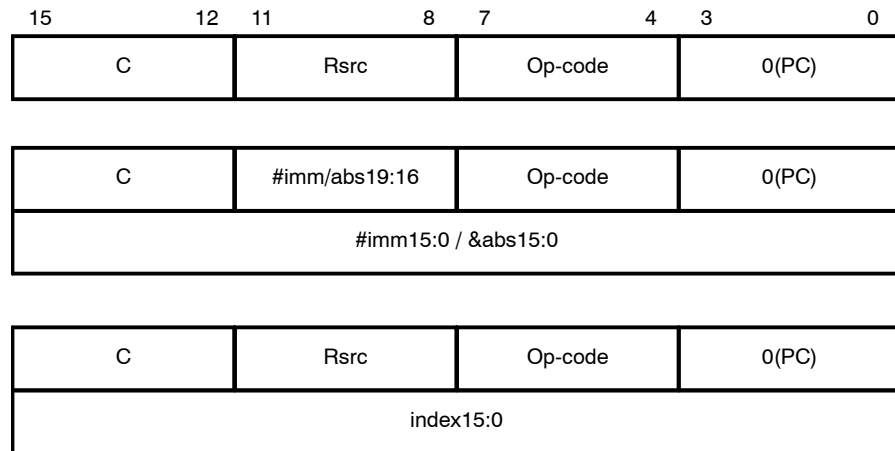 15 12 11 8 7 4 3 0
C Rsrc Op-code 0(PC)
C #imm/abs19:16 Op-code 0(PC)
#imm15:0 / &abs15:0
C Rsrc Op-code 0(PC)
index15:0